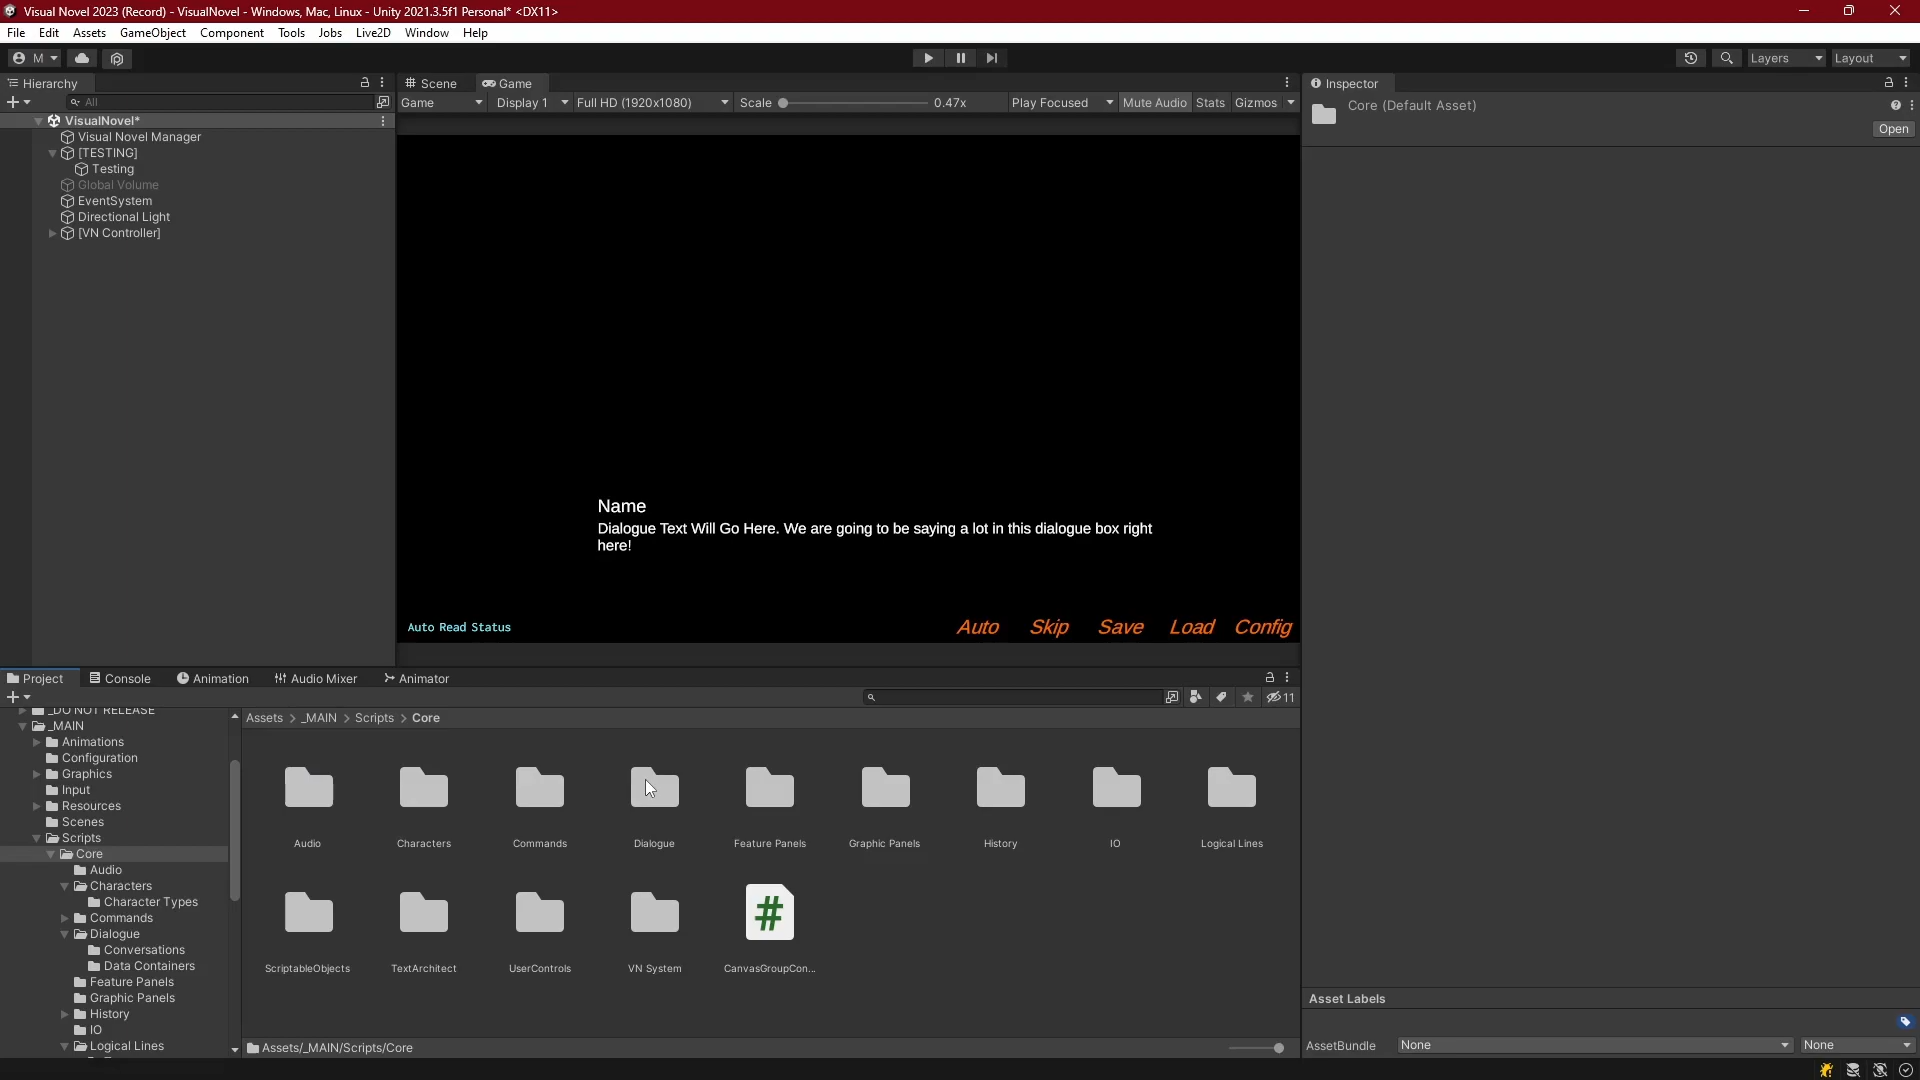 Visual Novel 2023 (Record) - VisualNovel - Windows, Mac, Linux - Unity 2021.3.5f1 Personal* <DX11>
File Edit Assets GameObject Component Tools Jobs Live2D Window Help
M Layers Layout
Hierarchy Scene Game Inspector
All Game Display 1 Full HD (1920x1080) Scale 0.47x Play Focused Mute Audio Stats Gizmos Core (Default Asset)
Open
VisualNovel*
Visual Novel Manager
[TESTING]
Testing
Global Volume
EventSystem
Directional Light
[VN Controller]
Name
Dialogue Text Will Go Here. We are going to be saying a lot in this dialogue box right
here!
Auto Read Status Auto Skip Save Load Config
Project Console Animation Audio Mixer Animator
11
Assets > _MAIN > Scripts > Core
_DO NOT RELEASE
_MAIN
Animations
Configuration
Graphics
Input
Resources
Scenes
Scripts
Core
Audio
Characters
Character Types
Commands
Dialogue
Conversations
Data Containers
Feature Panels
Graphic Panels
History
IO
Logical Lines
Audio Characters Commands Dialogue Feature Panels Graphic Panels History IO Logical Lines
#
ScriptableObjects TextArchitect UserControls VN System CanvasGroupCon...
Assets/_MAIN/Scripts/Core
Asset Labels
AssetBundle None None